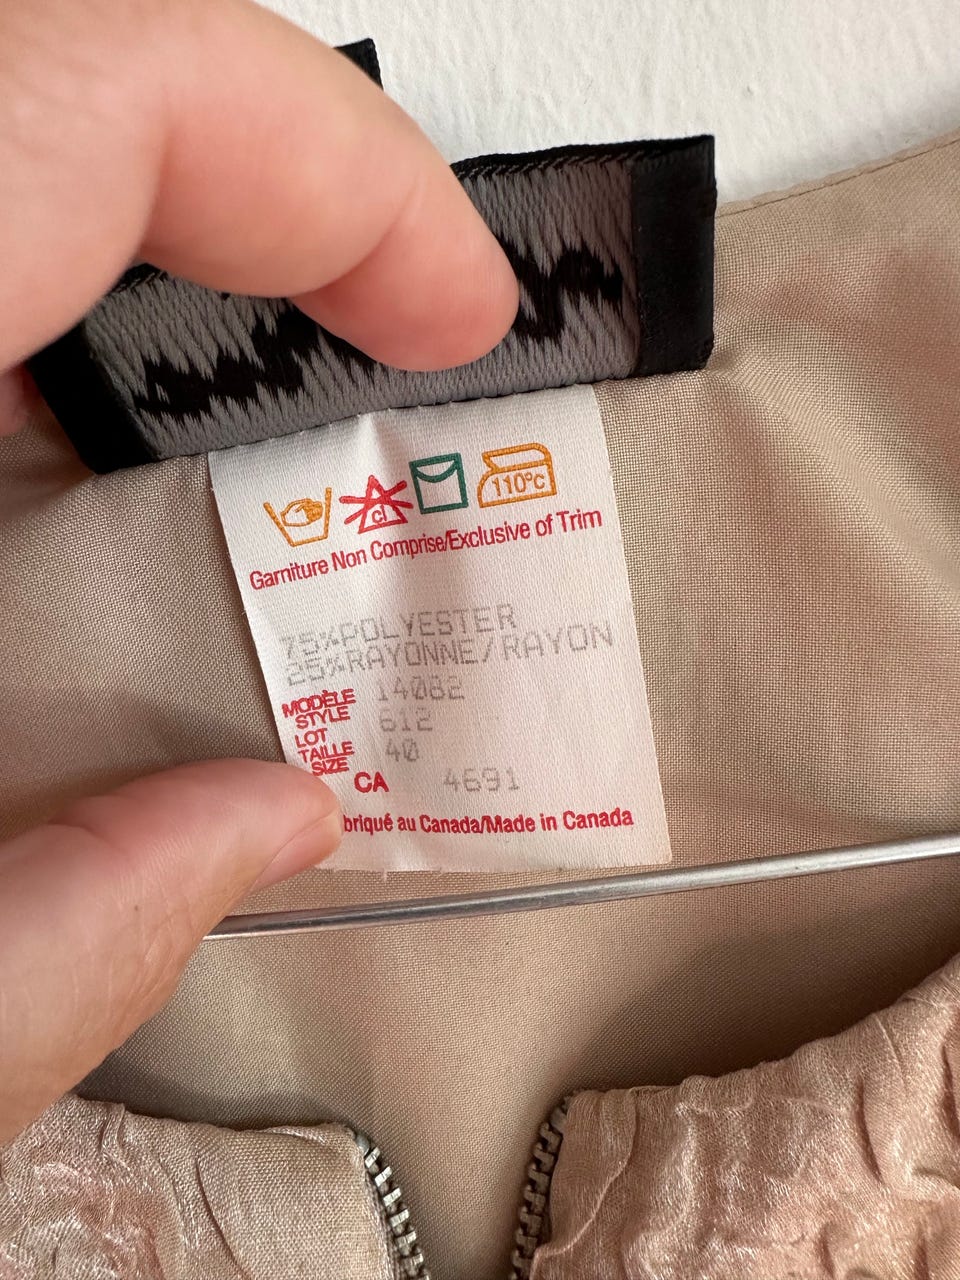 cl
110°C
Garniture Non Comprise/Exclusive of Trim
75%POLYESTER
25%RAYONNE/RAYON
MODÈLE
STYLE 14082
LOT 612
TAILLE
SIZE 40
CA 4691
briqué au Canada/Made in Canada